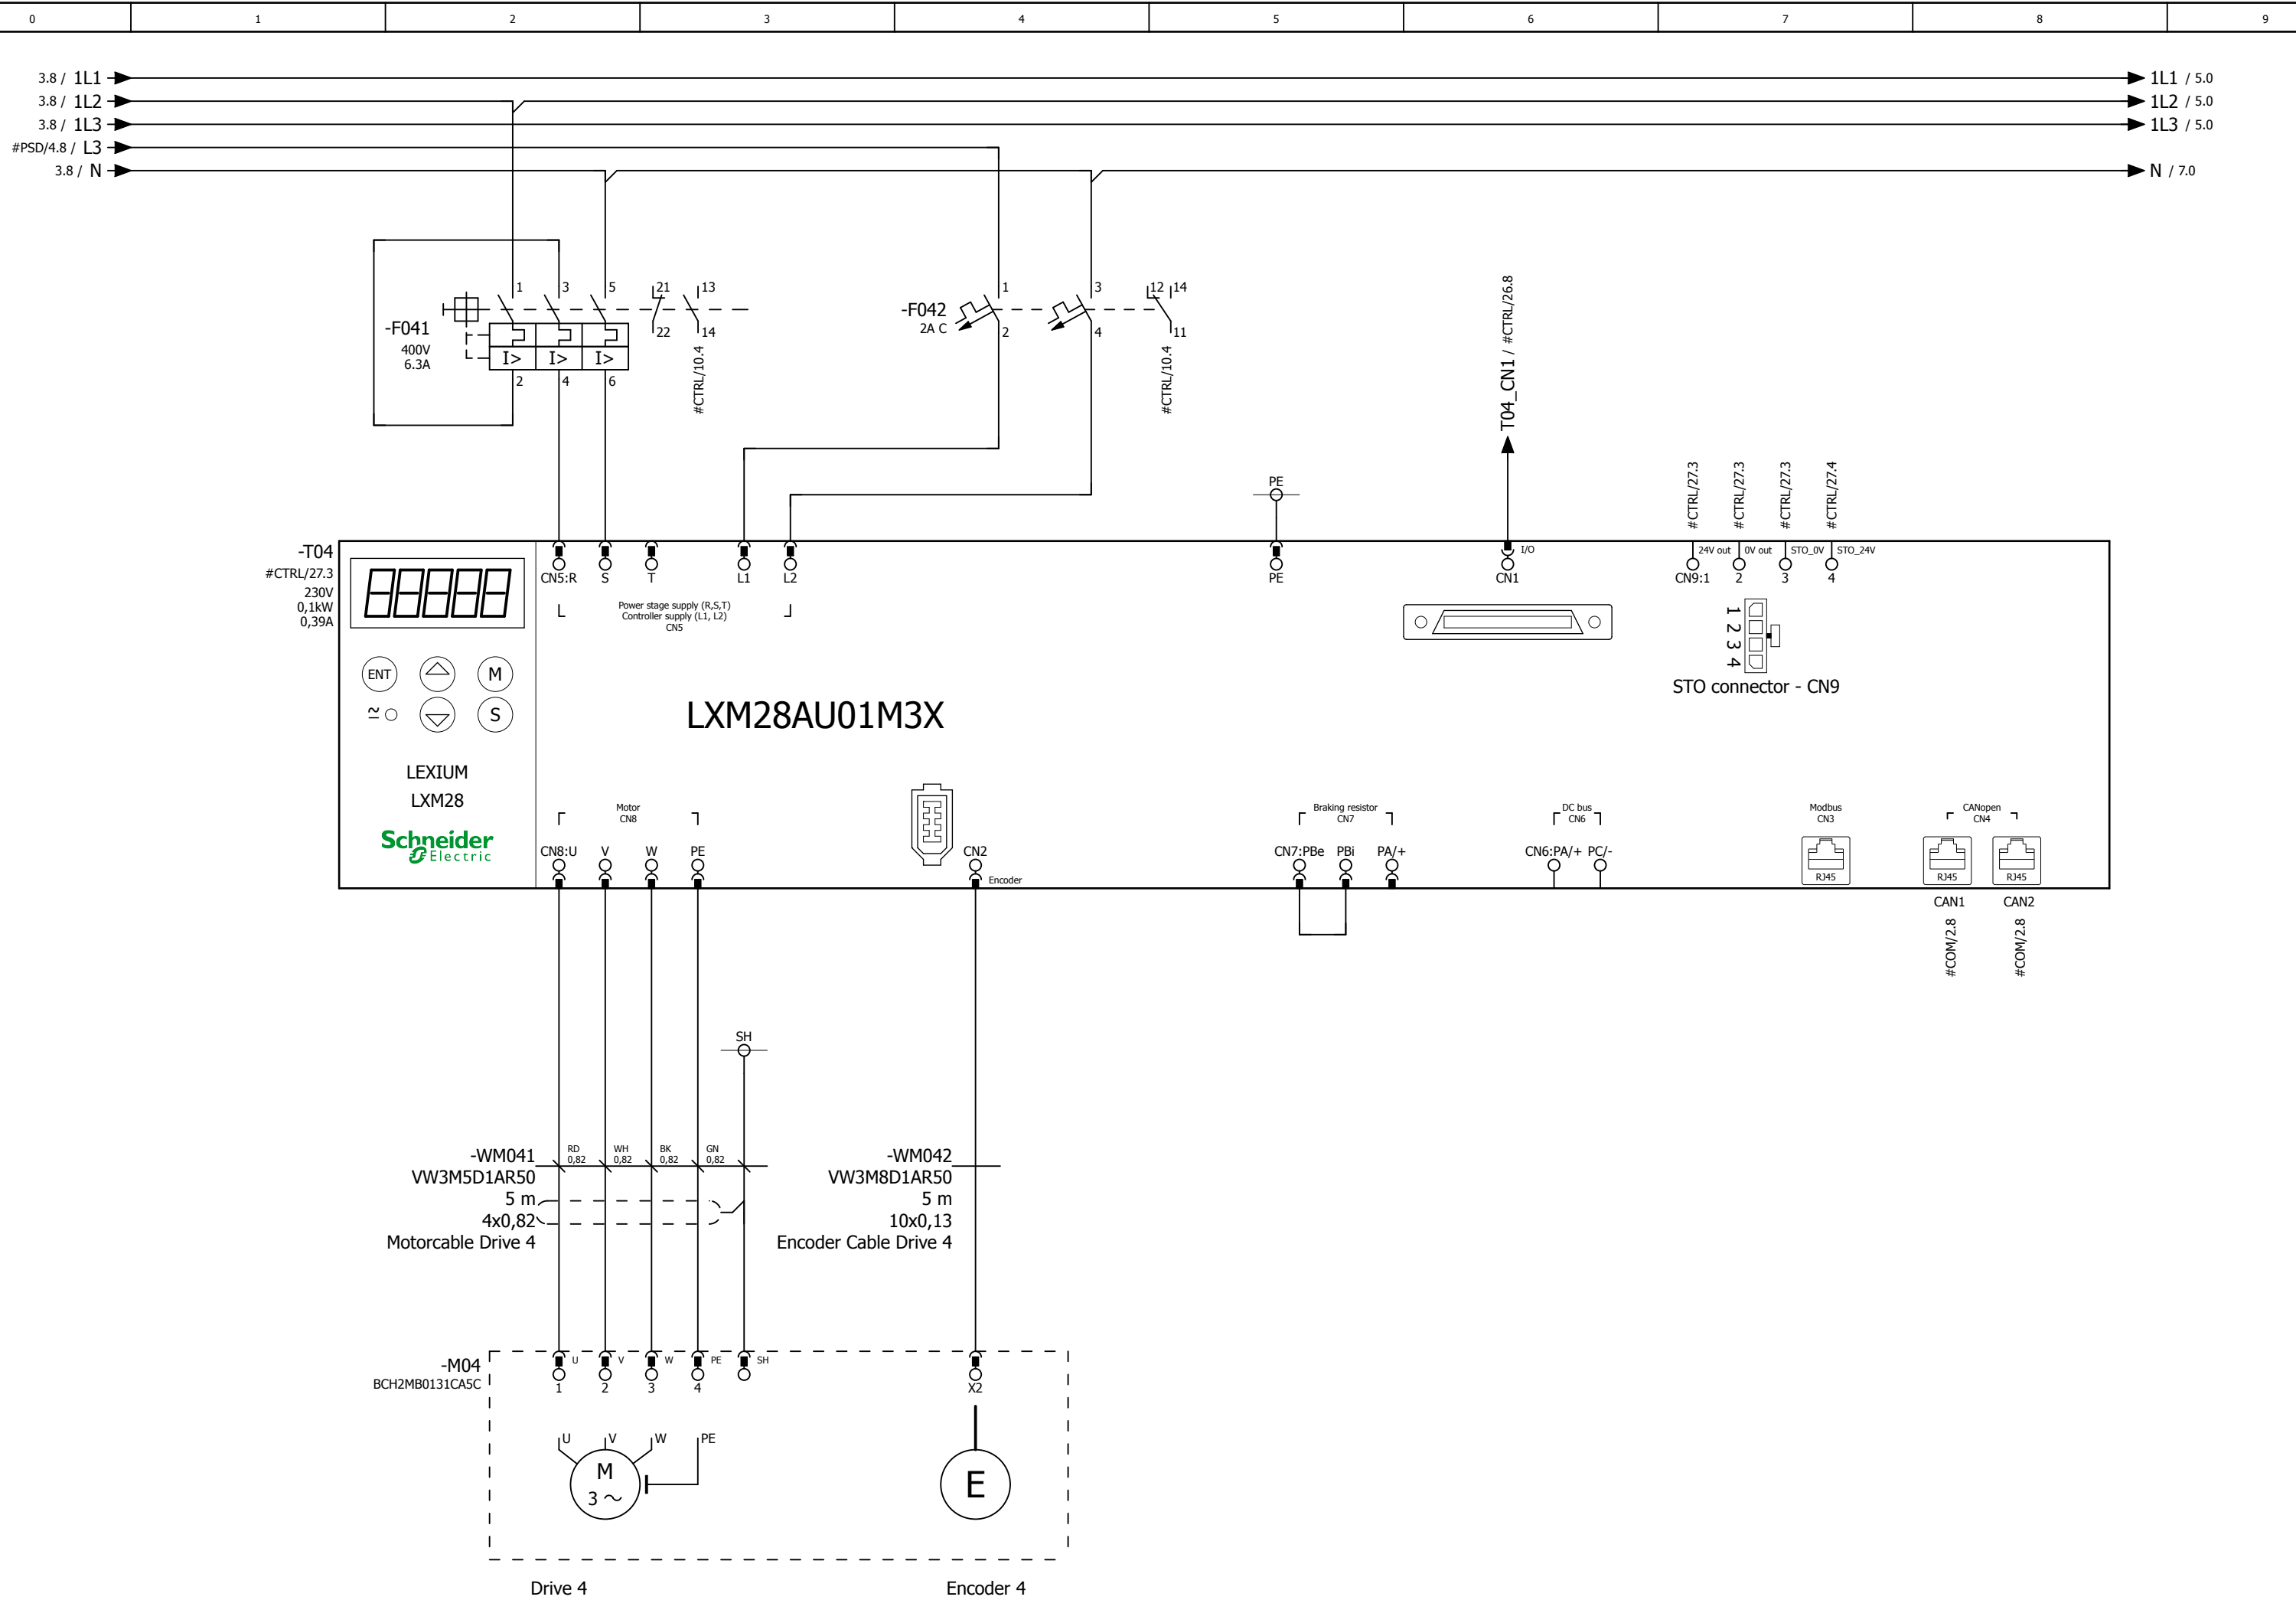 0 1 2 3 4 5 6 7 8 9
3.8 / 1L1 1L1 / 5.0
3.8 / 1L2 1L2 / 5.0
3.8 / 1L3 1L3 / 5.0
#PSD/4.8 / L3
3.8 / N N / 7.0
-F041
400V
6.3A
1 3 5 21 13
22 14
I> I> I>
2 4 6
#CTRL/10.4
-F042
2A C
1 3 12 14
2 4 11
#CTRL/10.4
T04_CN1 / #CTRL/26.8
PE
#CTRL/27.3
#CTRL/27.3
#CTRL/27.3
#CTRL/27.4
-T04
#CTRL/27.3
230V
0,1kW
0,39A
CN5:R S T L1 L2
Power stage supply (R,S,T)
Controller supply (L1, L2)
CN5
PE
I/O
CN1
24V out 0V out STO_0V STO_24V
CN9:1 2 3 4
1
2
3
4
STO connector - CN9
ENT M
S
LXM28AU01M3X
LEXIUM
LXM28
Schneider
Electric
Motor
CN8
CN8:U V W PE
CN2
Encoder
Braking resistor
CN7
CN7:PBe PBi PA/+
DC bus
CN6
CN6:PA/+ PC/-
Modbus
CN3
RJ45
CANopen
CN4
RJ45 RJ45
CAN1 CAN2
#COM/2.8
#COM/2.8
SH
-WM041
VW3M5D1AR50
5 m
4x0,82
Motorcable Drive 4
RD WH BK GN
0,82 0,82 0,82 0,82
-WM042
VW3M8D1AR50
5 m
10x0,13
Encoder Cable Drive 4
-M04
BCH2MB0131CA5C
U V W PE SH
1 2 3 4 X2
U V W PE
M
3 ~
E
Drive 4 Encoder 4